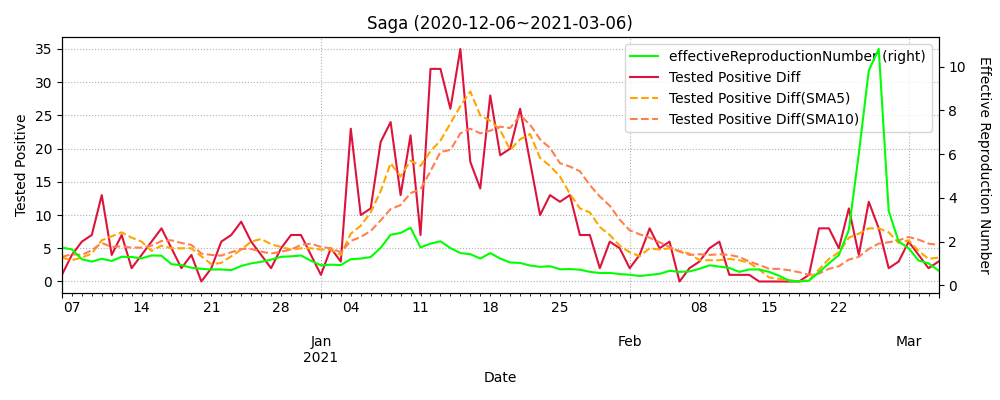 Saga (2020-12-06~2021-03-06)
effectiveReproductionNumber (right)
Tested Positive Diff
Tested Positive Diff(SMA5)
Tested Positive Diff(SMA10)
Tested Positive
35
30
25
20
15
10
5
0
10
8
6
4
2
0
Effective Reproduction Number
07 14 21 28 04 11 18 25 08 15 22
Jan Feb Mar
2021
Date